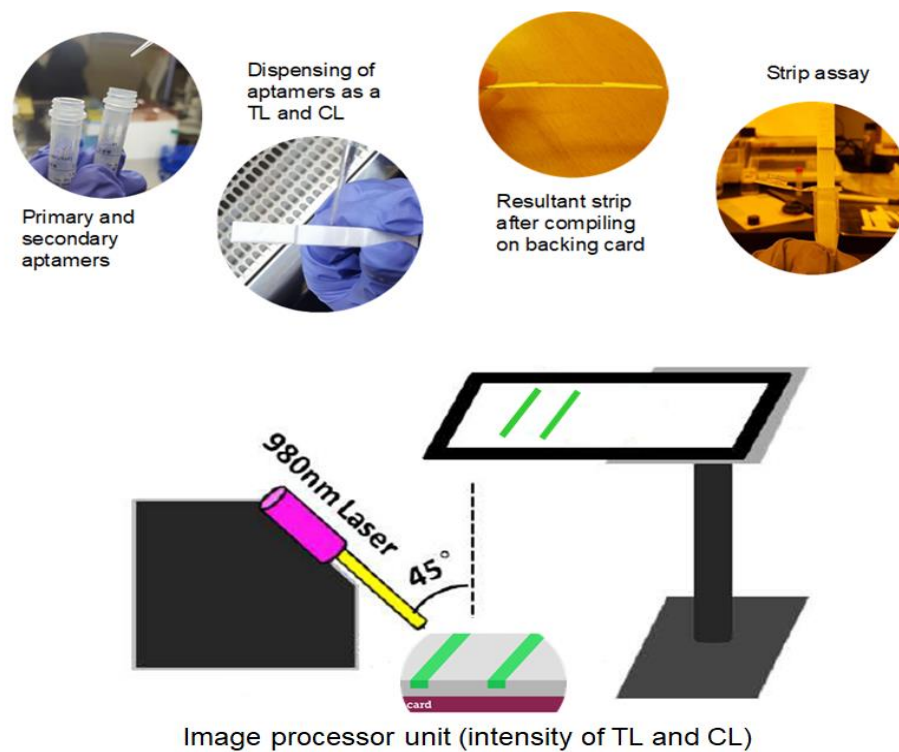 Primary and
secondary
aptamers
Dispensing of
aptamers as a
TL and CL
Resultant strip
after compiling
on backing card
Strip assay
980nm Laser
45°
card
Image processor unit (intensity of TL and CL)